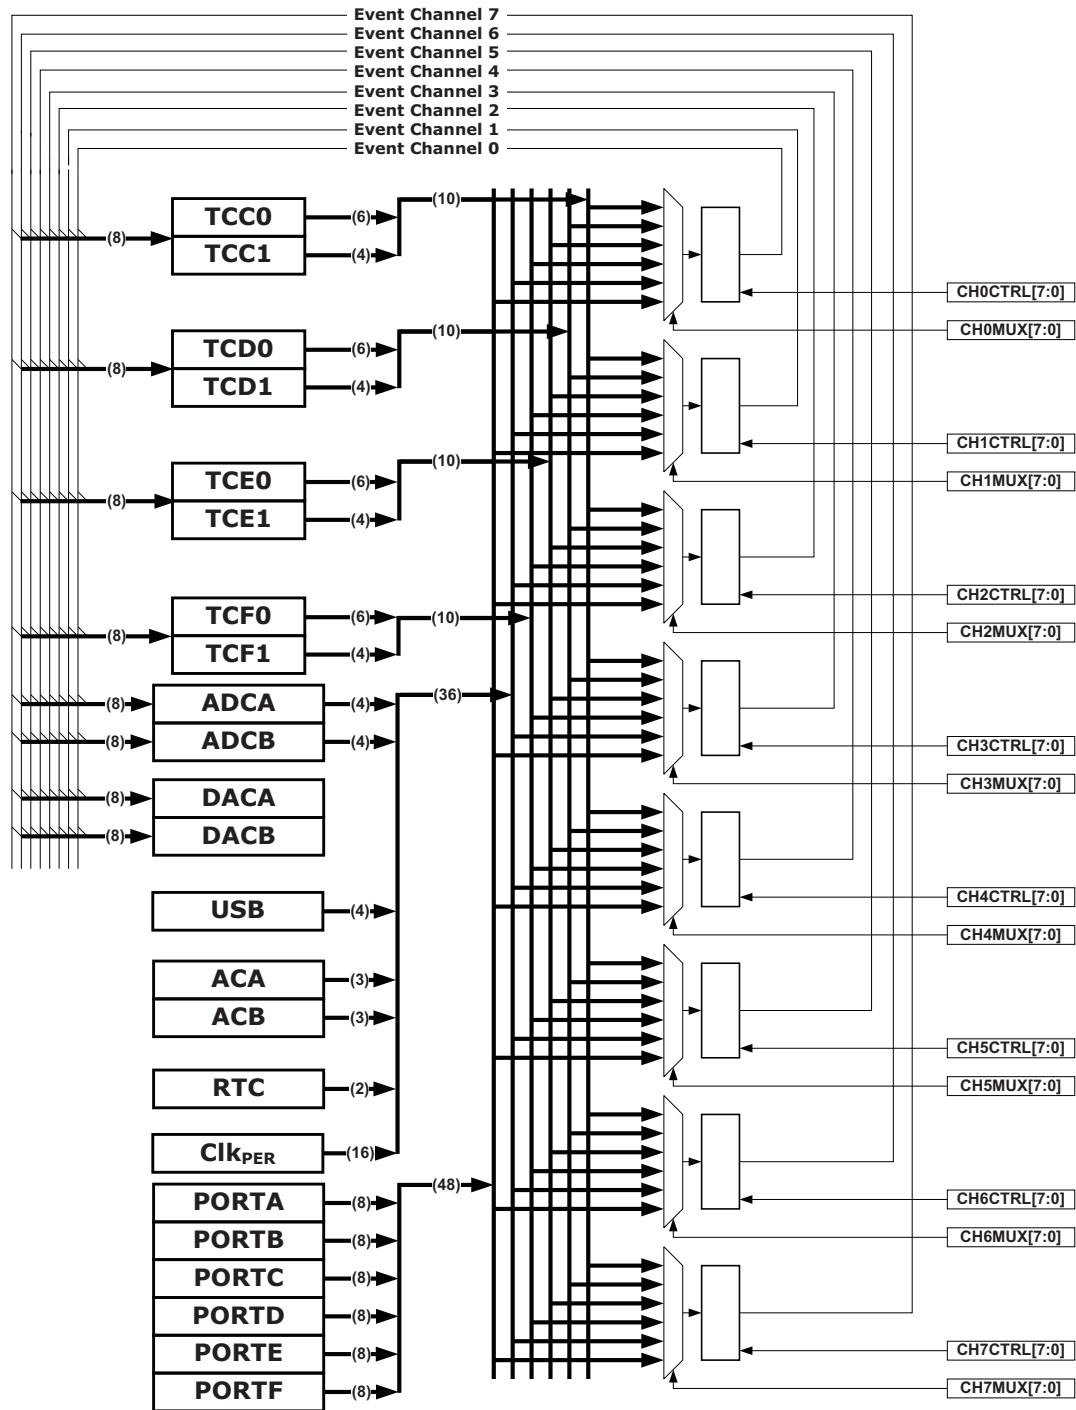 Event Channel 7
Event Channel 6
Event Channel 5
Event Channel 4
Event Channel 3
Event Channel 2
Event Channel 1
Event Channel 0
(10)
TCC0 (6)
(8)
TCC1 (4)
CH0CTRL[7:0]
CH0MUX[7:0]
(10)
TCD0 (6)
(8)
TCD1 (4)
CH1CTRL[7:0]
(10)
TCE0 (6)
CH1MUX[7:0]
(8)
TCE1 (4)
CH2CTRL[7:0]
TCF0 (6) (10)
CH2MUX[7:0]
(8)
TCF1 (4)
(36)
(8) ADCA (4)
(8) ADCB (4)
CH3CTRL[7:0]
CH3MUX[7:0]
(8) DACA
(8) DACB
CH4CTRL[7:0]
USB (4)
CH4MUX[7:0]
ACA (3)
ACB (3)
CH5CTRL[7:0]
RTC (2)
CH5MUX[7:0]
ClkPER (16)
(48)
PORTA (8)
CH6CTRL[7:0]
PORTB (8)
CH6MUX[7:0]
PORTC (8)
PORTD (8)
PORTE (8)
CH7CTRL[7:0]
PORTF (8)
CH7MUX[7:0]